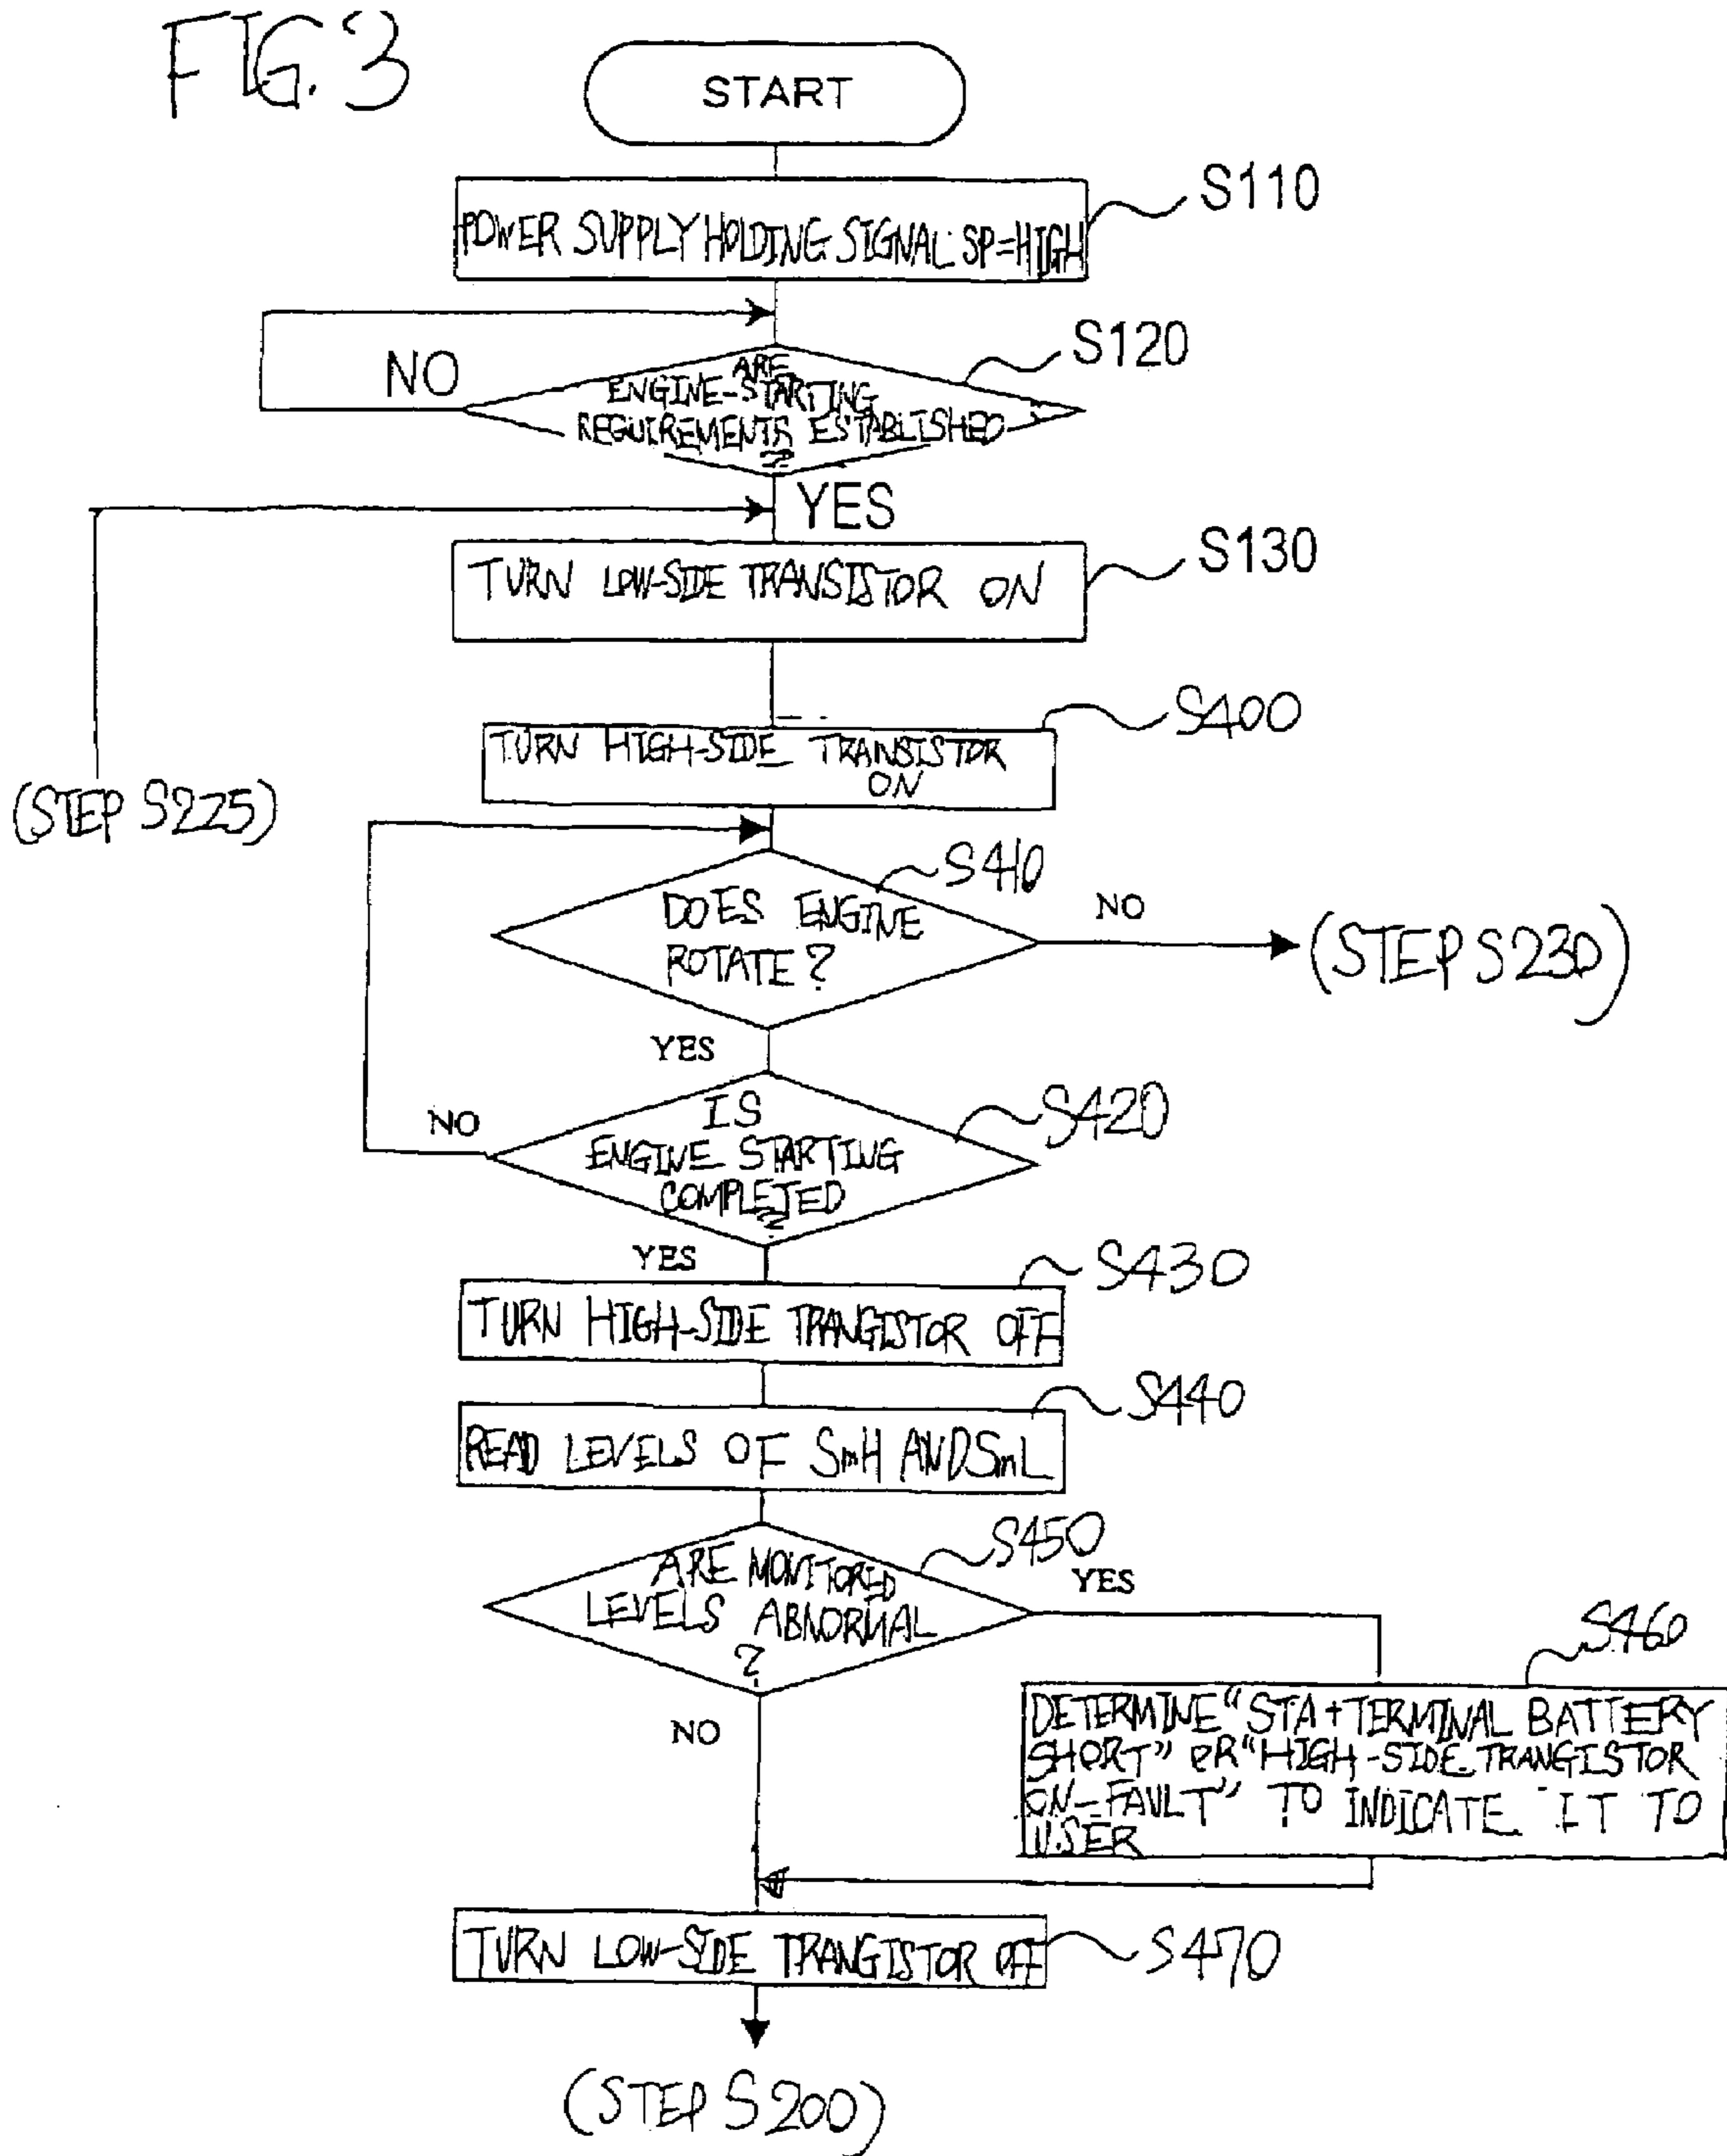 FIG. 3
START
POWER SUPPLY HOLDING SIGNAL: SP=HIGH
S110
NO
ARE
ENGINE-STARTING
REQUIREMENTS ESTABLISHED
?
S120
YES
TURN LOW-SIDE TRANSISTOR ON
S130
TURN HIGH-SIDE TRANSISTOR
ON
S400
(STEP S225)
S410
DOES ENGINE
ROTATE?
NO
(STEP S230)
YES
IS
ENGINE STARTING
COMPLETED
?
S420
NO
YES
S430
TURN HIGH-SIDE TRANGISTOR OFF
S440
READ LEVELS OF SmH AND SmL
S450
ARE MONITORED
LEVELS ABNORMAL
?
YES
NO
S460
DETERMINE "STA+TERMINAL BATTERY
SHORT" OR "HIGH-SIDE TRANGISTOR
ON-FAULT" TO INDICATE IT TO
USER
TURN LOW-SIDE TRANGISTOR OFF
S470
(STEP S200)